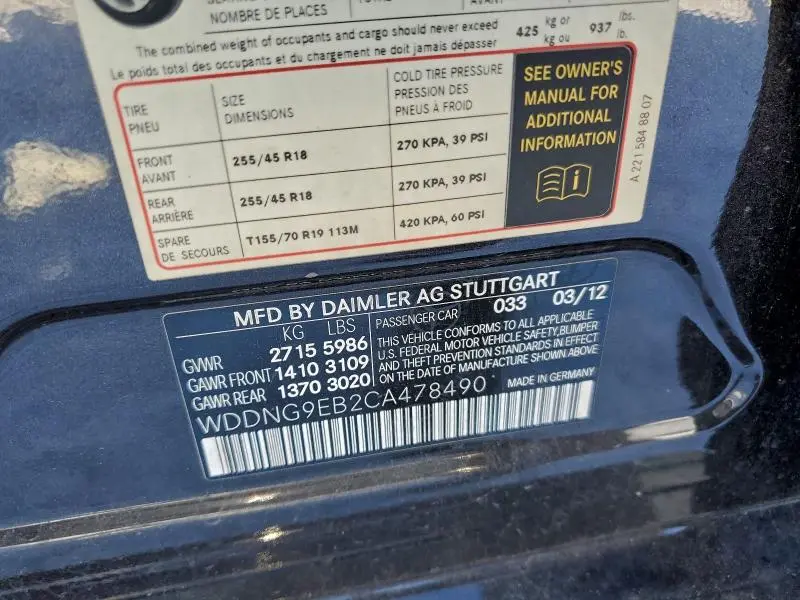 NOMBRE DE PLACES
The combined weight of occupants and cargo should never exceed 425 kg or 937 lbs.
Le poids total des occupants et du chargement ne doit jamais dépasser kg ou lb.
TIRE PNEU
SIZE DIMENSIONS
COLD TIRE PRESSURE PRESSION DES PNEUS À FROID
FRONT AVANT
255/45 R18
270 KPA, 39 PSI
REAR ARRIÈRE
255/45 R18
270 KPA, 39 PSI
SPARE DE SECOURS
T155/70 R19 113M
420 KPA, 60 PSI
SEE OWNER'S
MANUAL FOR
ADDITIONAL
INFORMATION
A 221 584 88 07
MFD BY DAIMLER AG STUTTGART
KG LBS
GVWR 2715 5986
GAWR FRONT 1410 3109
GAWR REAR 1370 3020
PASSENGER CAR 033 03/12
THIS VEHICLE CONFORMS TO ALL APPLICABLE
U.S. FEDERAL MOTOR VEHICLE SAFETY,BUMPER
AND THEFT PREVENTION STANDARDS IN EFFECT
ON THE DATE OF MANUFACTURE SHOWN ABOVE
WDDNG9EB2CA478490
MADE IN GERMANY